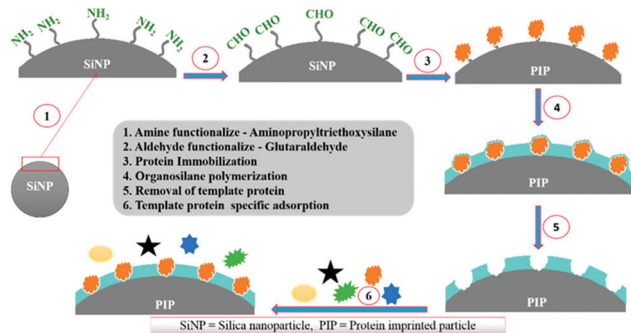 NH₂ NH₂ NH₂ NH₂ NH₂
SiNP
2
CHO CHO CHO CHO CHO
SiNP
3
PIP
1
SiNP
1. Amine functionalize - Aminopropyltriethoxysilane
2. Aldehyde functionalize - Glutaraldehyde
3. Protein Immobilization
4. Organosilane polymerization
5. Removal of template protein
6. Template protein specific adsorption
4
PIP
5
PIP
6
PIP
SiNP = Silica nanoparticle, PIP = Protein imprinted particle